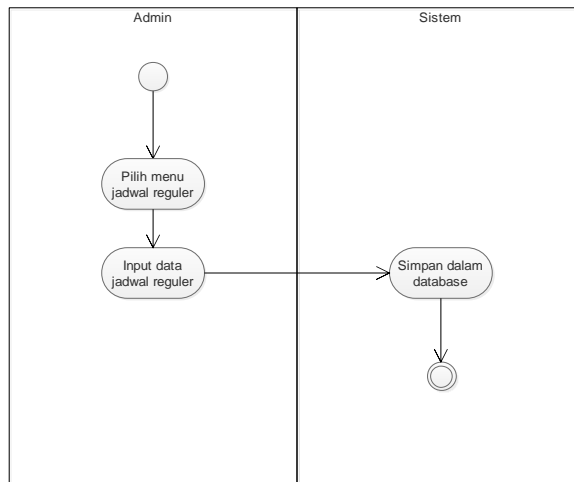 Admin
Sistem
Pilih menu
jadwal reguler
Input data
jadwal reguler
Simpan dalam
database